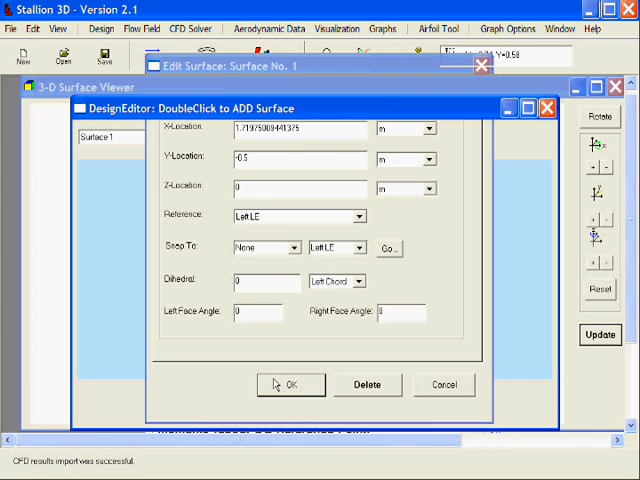 Stallion 3D - Version 2.1
File Edit View Design Flow Field CFD Solver Aerodynamic Data Visualization Graphs Airfoil Tool Graph Options Window Help
New Open Save Y=0.58
Edit Surface: Surface No. 1
3-D Surface Viewer
DesignEditor: DoubleClick to ADD Surface
Surface 1
X-Location: 1.71975009441375 m
Y-Location: -0.5 m
Z-Location: 0 m
Reference: Left LE
Snap To: None Left LE Go...
Dihedral: 0 Left Chord
Left Face Angle: 0 Right Face Angle: 0
OK Delete Cancel
Rotate
x
+ -
Y
+ -
Z
+ -
Reset
Update
CFD results import was successful.